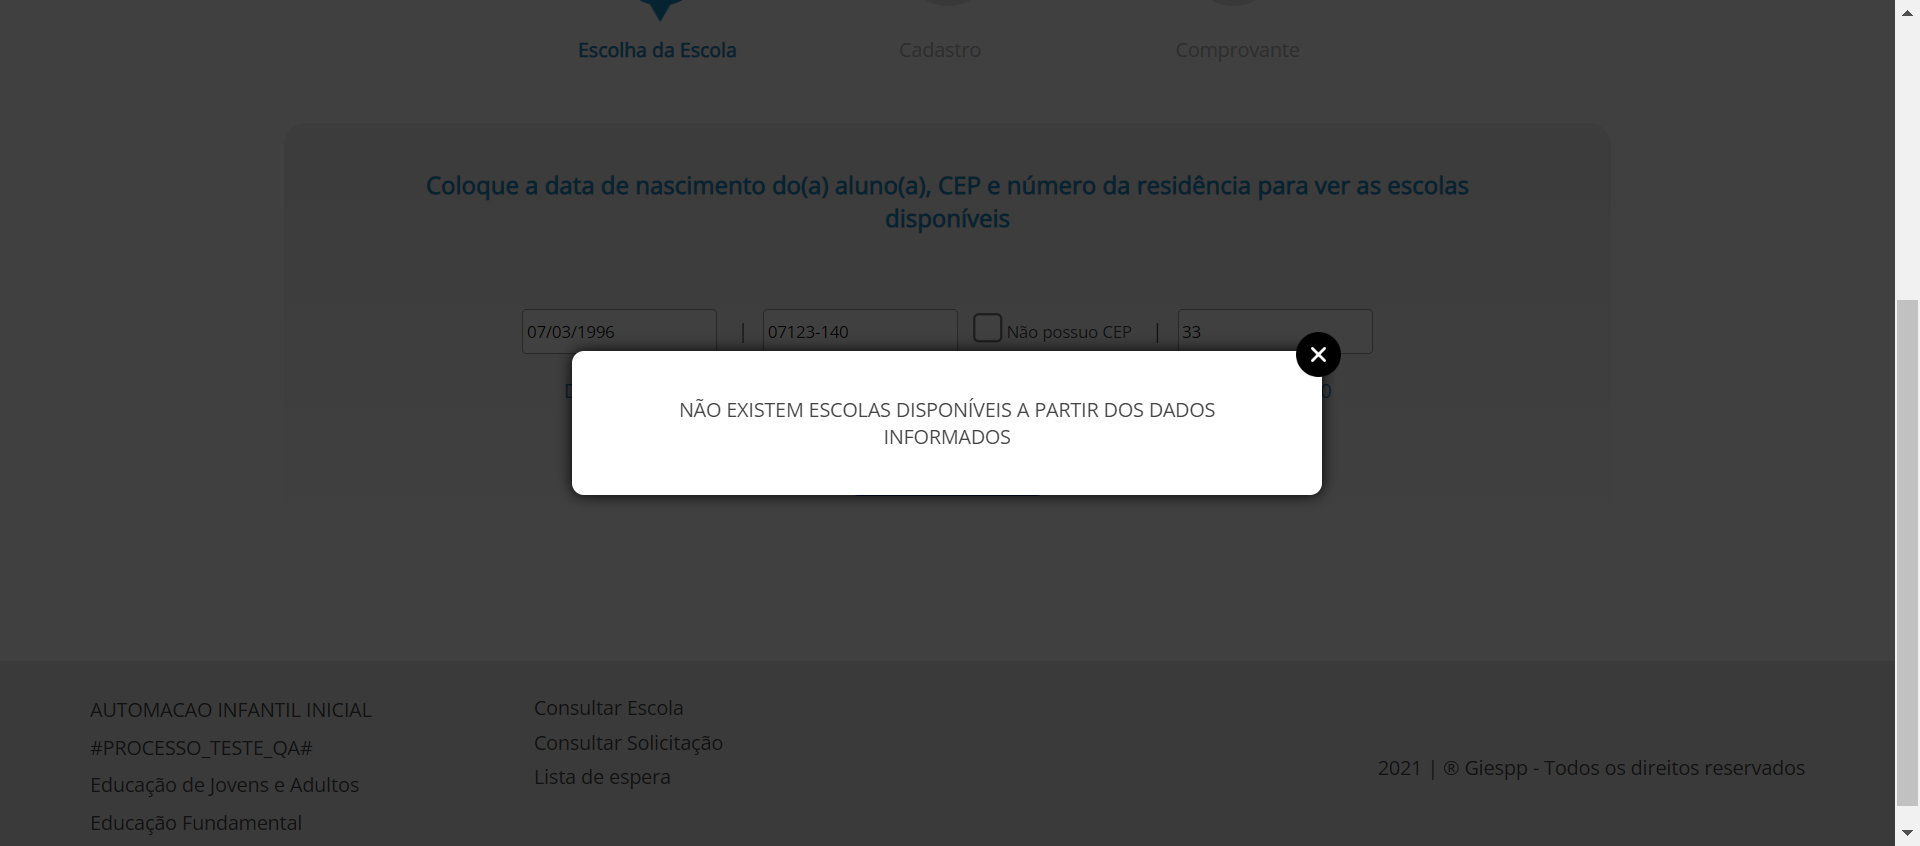 Escolha da Escola
Cadastro
Comprovante
Coloque a data de nascimento do(a) aluno(a), CEP e número da residência para ver as escolas
disponíveis
07/03/1996 | 07123-140 Não possuo CEP | 33
NÃO EXISTEM ESCOLAS DISPONÍVEIS A PARTIR DOS DADOS
INFORMADOS
AUTOMACAO INFANTIL INICIAL
#PROCESSO_TESTE_QA#
Educação de Jovens e Adultos
Educação Fundamental
Consultar Escola
Consultar Solicitação
Lista de espera
2021 | ® Giespp - Todos os direitos reservados